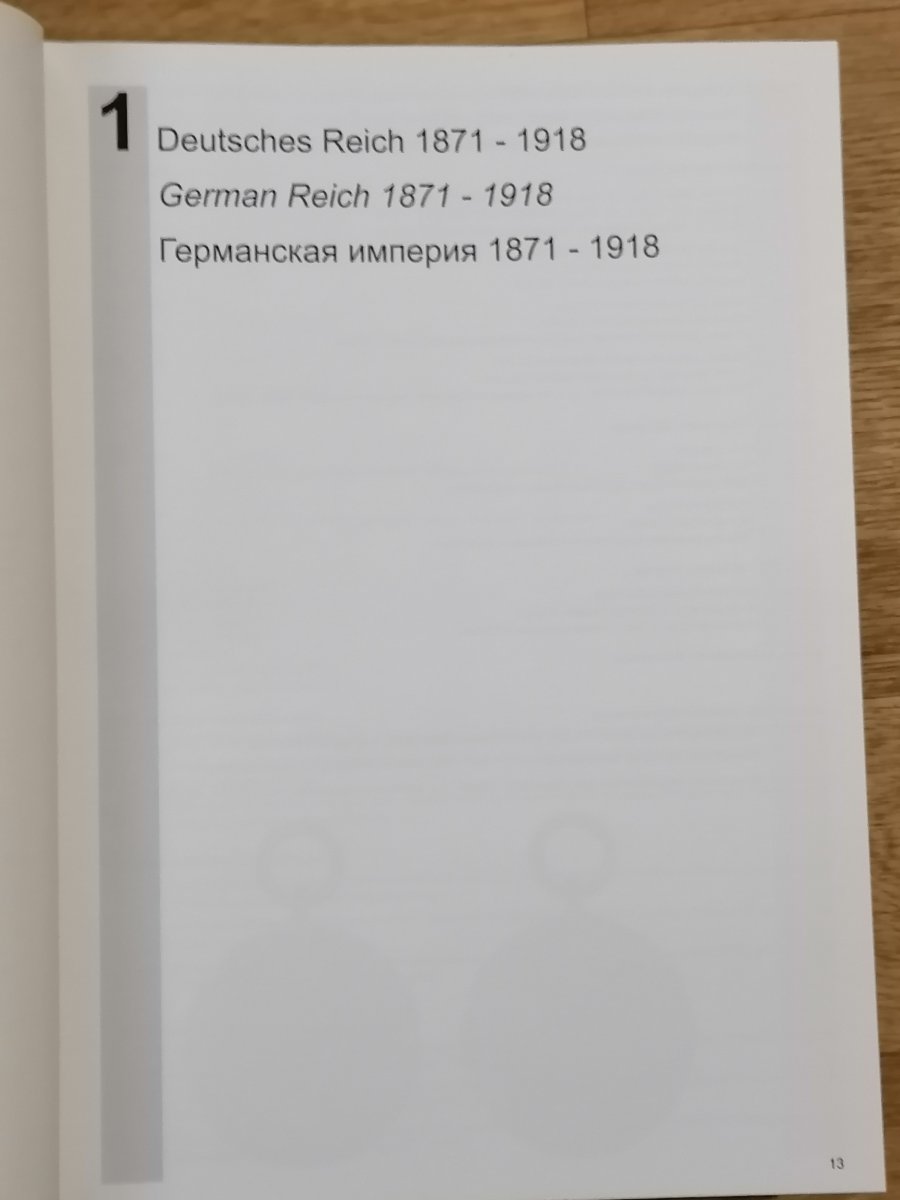 1
Deutsches Reich 1871 - 1918
German Reich 1871 - 1918
Германская империя 1871 - 1918
13